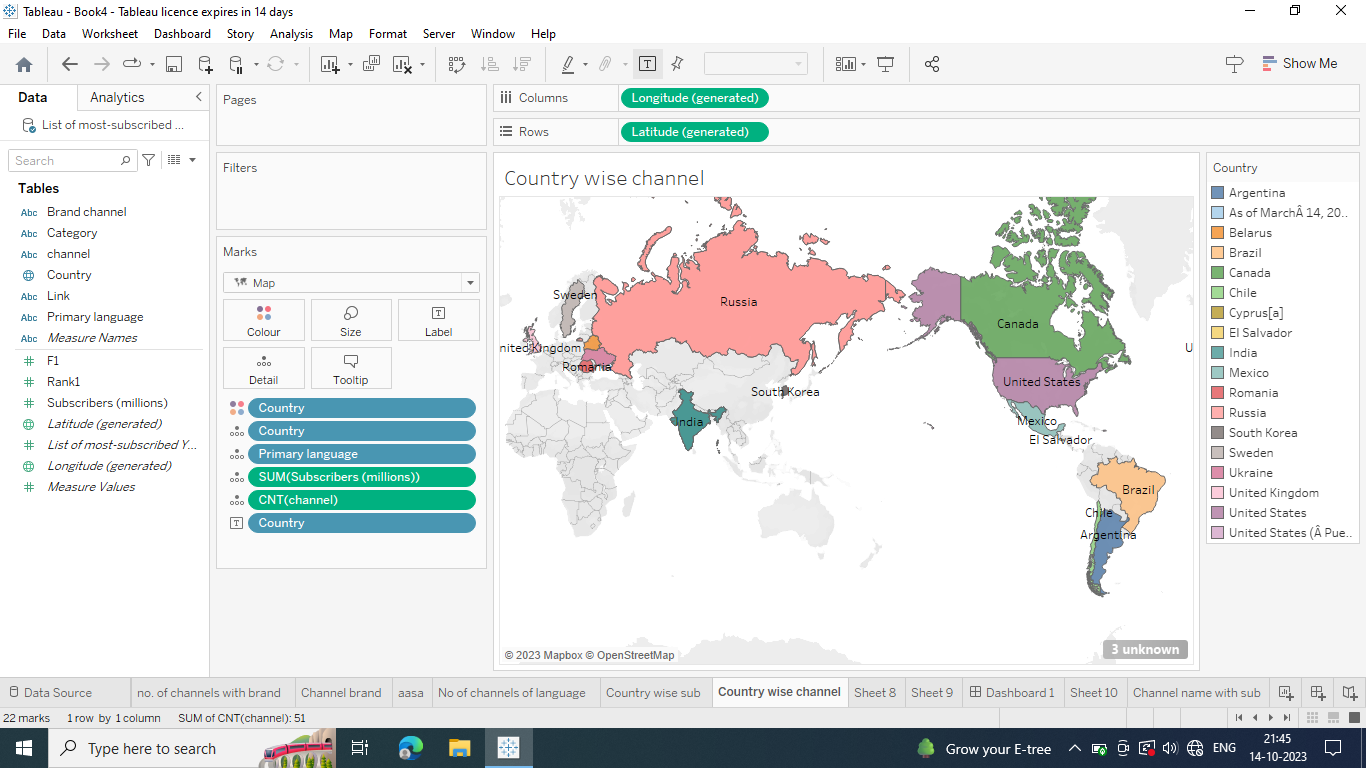 Tableau - Book4 - Tableau licence expires in 14 days
File Data Worksheet Dashboard Story Analysis Map Format Server Window Help
Show Me
Data Analytics
List of most-subscribed ...
Search
Tables
Abc Brand channel
Abc Category
Abc channel
Country
Abc Link
Abc Primary language
Abc Measure Names
# F1
# Rank1
# Subscribers (millions)
Latitude (generated)
# List of most-subscribed Y...
Longitude (generated)
# Measure Values
Pages
Filters
Marks
Map
Colour Size Label
Detail Tooltip
Country
Country
Primary language
SUM(Subscribers (millions))
CNT(channel)
Country
Columns Longitude (generated)
Rows Latitude (generated)
Country wise channel
Sweden
Russia
Canada
nited Kingdom
U
Romania
South Korea
United States
India
Mexico
El Salvador
Brazil
Chile
Argentina
© 2023 Mapbox © OpenStreetMap
3 unknown
Country
Argentina
As of MarchÂ 14, 20..
Belarus
Brazil
Canada
Chile
Cyprus[a]
El Salvador
India
Mexico
Romania
Russia
South Korea
Sweden
Ukraine
United Kingdom
United States
United States (Â Pue..
Data Source no. of channels with brand Channel brand aasa No of channels of language Country wise sub Country wise channel Sheet 8 Sheet 9 Dashboard 1 Sheet 10 Channel name with sub
22 marks 1 row by 1 column SUM of CNT(channel): 51
Type here to search
Grow your E-tree
ENG
21:45
14-10-2023